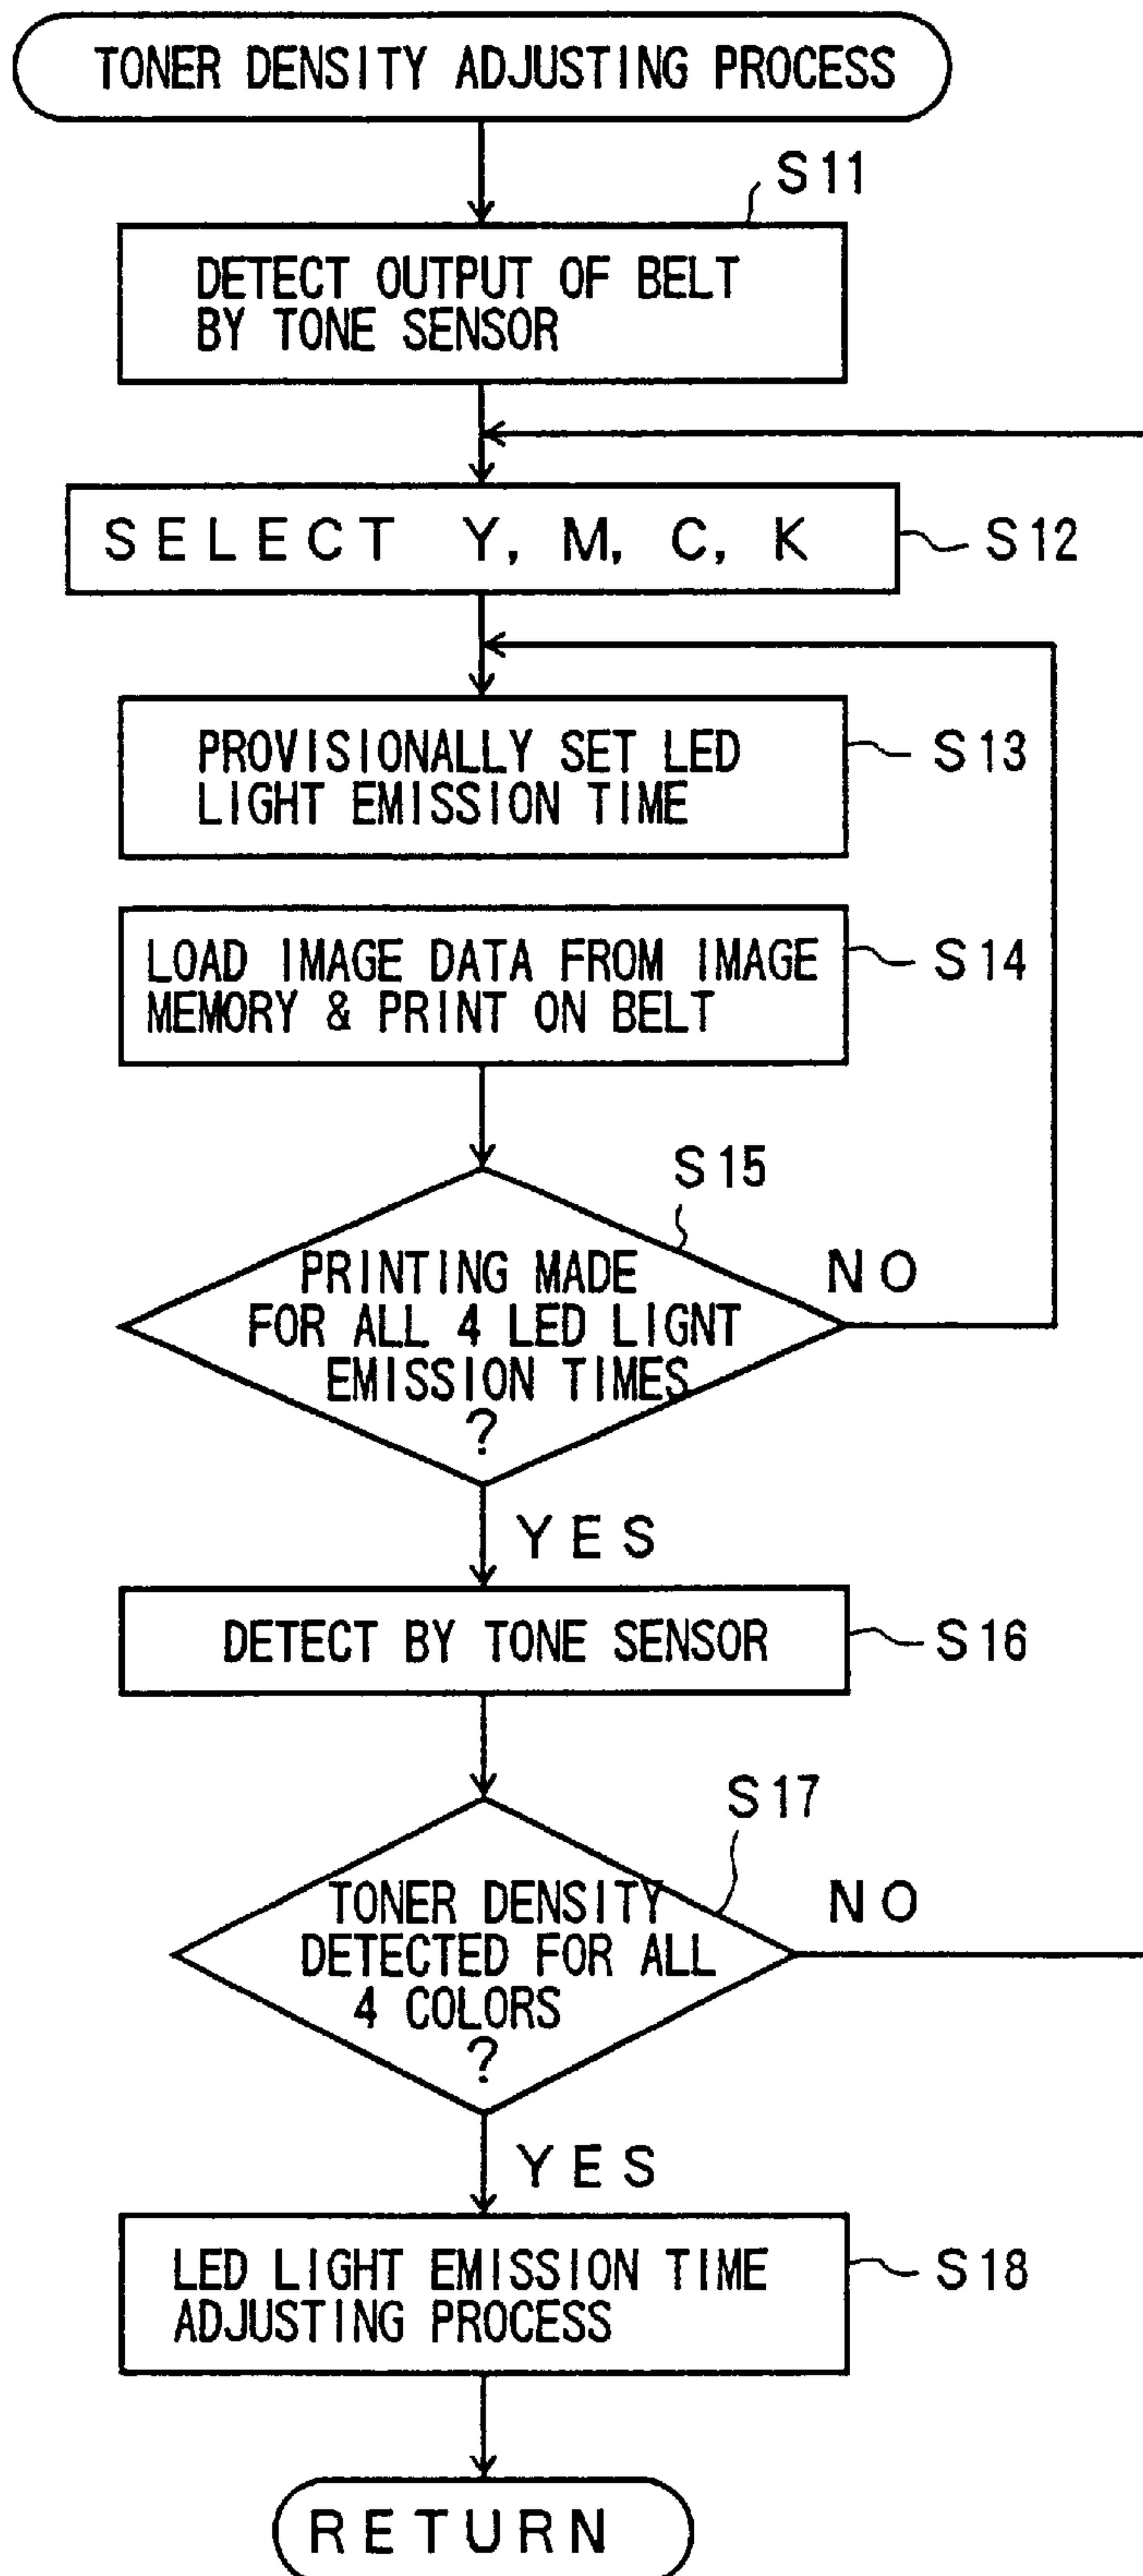 TONER DENSITY ADJUSTING PROCESS
S11
DETECT OUTPUT OF BELT
BY TONE SENSOR
SELECT Y, M, C, K
S12
PROVISIONALLY SET LED
LIGHT EMISSION TIME
S13
LOAD IMAGE DATA FROM IMAGE
MEMORY & PRINT ON BELT
S14
S15
PRINTING MADE
FOR ALL 4 LED LIGNT
EMISSION TIMES
?
NO
YES
DETECT BY TONE SENSOR
S16
S17
TONER DENSITY
DETECTED FOR ALL
4 COLORS
?
NO
YES
LED LIGHT EMISSION TIME
ADJUSTING PROCESS
S18
RETURN